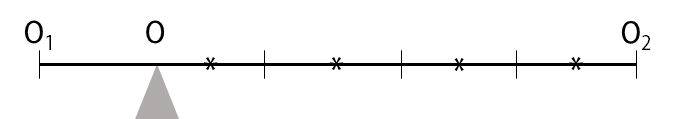 O₁ O O₂
x x x x